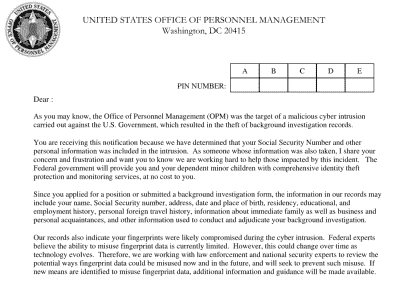 UNITED STATES OFFICE OF PERSONNEL MANAGEMENT
Washington, DC 20415
A B C D E
PIN NUMBER:
Dear :
As you may know, the Office of Personnel Management (OPM) was the target of a malicious cyber intrusion
carried out against the U.S. Government, which resulted in the theft of background investigation records.
You are receiving this notification because we have determined that your Social Security Number and other
personal information was included in the intrusion. As someone whose information was also taken, I share your
concern and frustration and want you to know we are working hard to help those impacted by this incident. The
Federal government will provide you and your dependent minor children with comprehensive identity theft
protection and monitoring services, at no cost to you.
Since you applied for a position or submitted a background investigation form, the information in our records may
include your name, Social Security number, address, date and place of birth, residency, educational, and
employment history, personal foreign travel history, information about immediate family as well as business and
personal acquaintances, and other information used to conduct and adjudicate your background investigation.
Our records also indicate your fingerprints were likely compromised during the cyber intrusion. Federal experts
believe the ability to misuse fingerprint data is currently limited. However, this could change over time as
technology evolves. Therefore, we are working with law enforcement and national security experts to review the
potential ways fingerprint data could be misused now and in the future, and will seek to prevent such misuse. If
new means are identified to misuse fingerprint data, additional information and guidance will be made available.